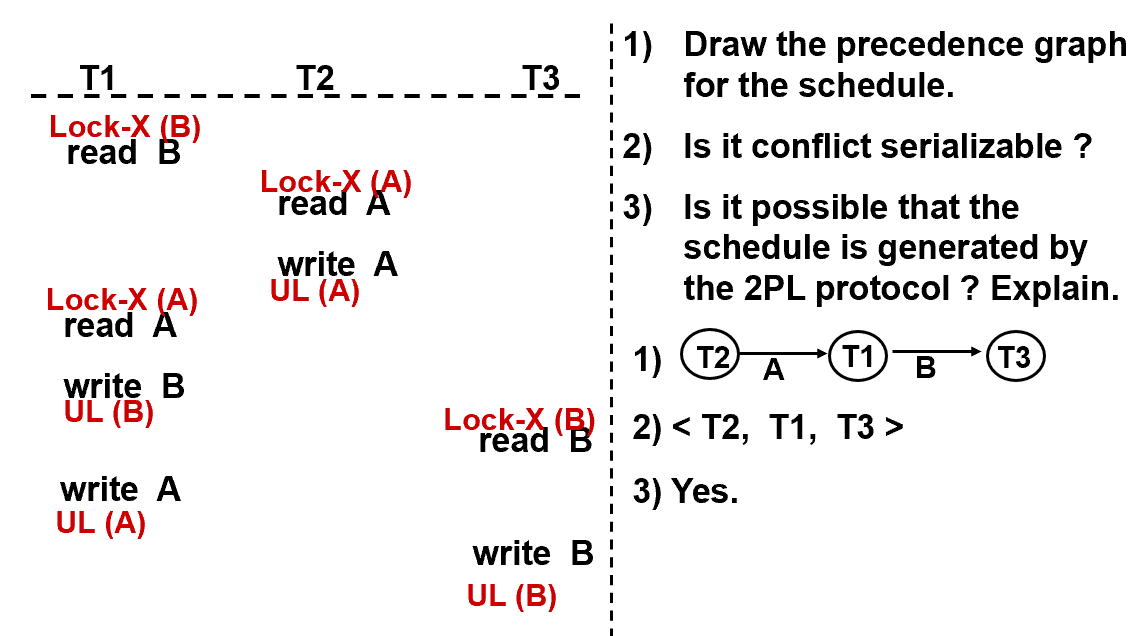 T1 T2 T3
Lock-X (B)
read B
Lock-X (A)
read A
write A
UL (A)
Lock-X (A)
read A
write B
UL (B)
Lock-X (B)
read B
write A
UL (A)
write B
UL (B)
1) Draw the precedence graph
for the schedule.
2) Is it conflict serializable ?
3) Is it possible that the
schedule is generated by
the 2PL protocol ? Explain.
1) T2 A T1 B T3
2) < T2, T1, T3 >
3) Yes.